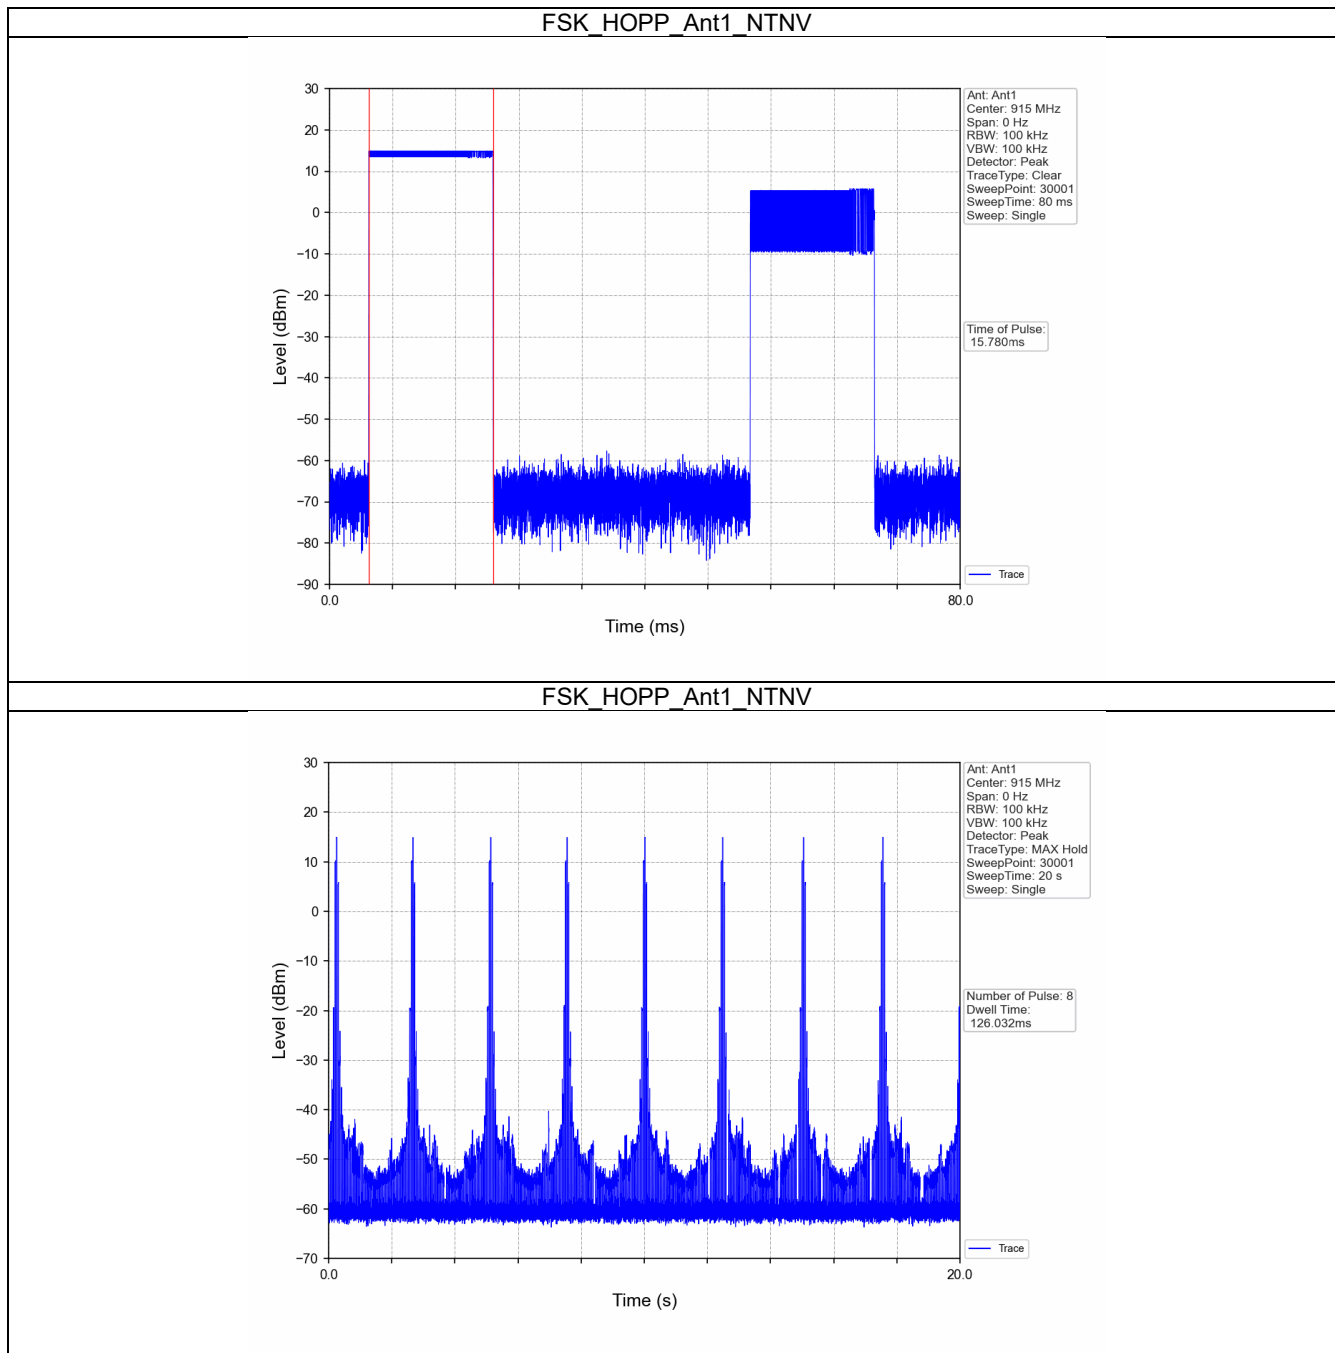 FSK_HOPP_Ant1_NTNV
30
20
10
0
−10
−20
−30
−40
−50
−60
−70
−80
−90
Level (dBm)
0.0
80.0
Time (ms)
Ant: Ant1
Center: 915 MHz
Span: 0 Hz
RBW: 100 kHz
VBW: 100 kHz
Detector: Peak
TraceType: Clear
SweepPoint: 30001
SweepTime: 80 ms
Sweep: Single
Time of Pulse:
15.780ms
Trace
FSK_HOPP_Ant1_NTNV
30
20
10
0
−10
−20
−30
−40
−50
−60
−70
Level (dBm)
0.0
20.0
Time (s)
Ant: Ant1
Center: 915 MHz
Span: 0 Hz
RBW: 100 kHz
VBW: 100 kHz
Detector: Peak
TraceType: MAX Hold
SweepPoint: 30001
SweepTime: 20 s
Sweep: Single
Number of Pulse: 8
Dwell Time:
126.032ms
Trace